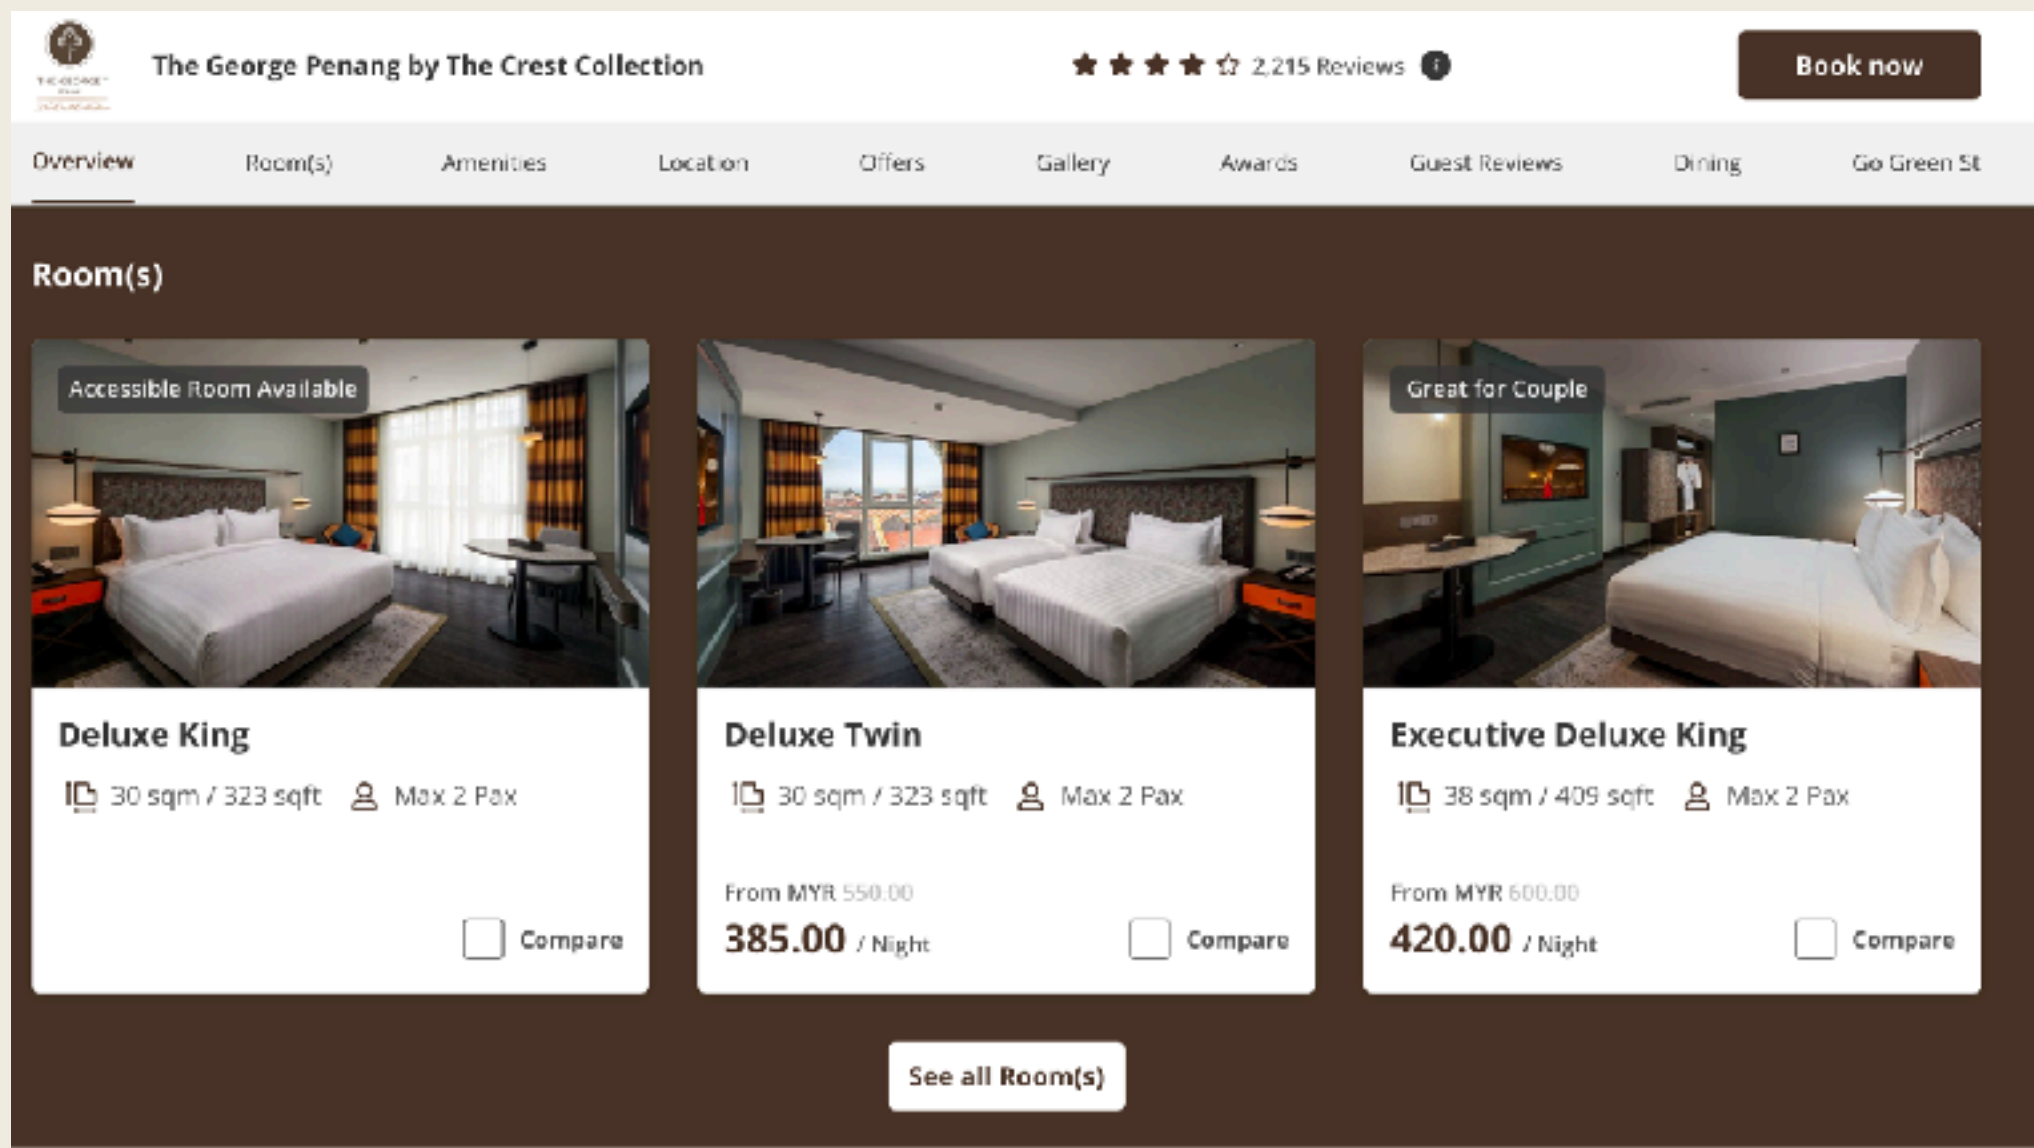 THE GEORGE
The George Penang by The Crest Collection
2,215 Reviews
Book now
Overview
Room(s)
Amenities
Location
Offers
Gallery
Awards
Guest Reviews
Dining
Go Green St
Room(s)
Accessible Room Available
Deluxe King
30 sqm / 323 sqft
Max 2 Pax
Compare
Deluxe Twin
30 sqm / 323 sqft
Max 2 Pax
From MYR 550.00
385.00 / Night
Compare
Great for Couple
Executive Deluxe King
38 sqm / 409 sqft
Max 2 Pax
From MYR 600.00
420.00 / Night
Compare
See all Room(s)